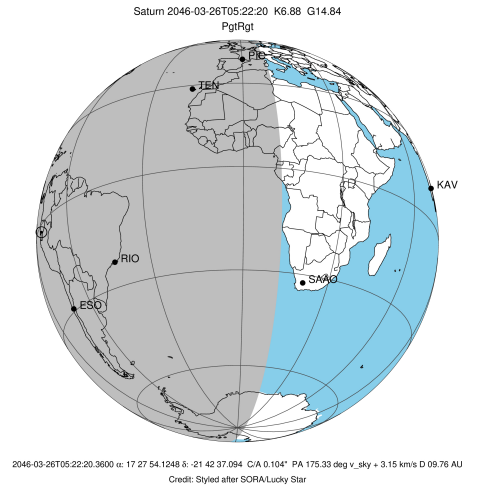 Saturn 2046-03-26T05:22:20 K6.88 G14.84
PgtRgt
PIC
TEN
KAV
RIO
SAAO
ESO
2046-03-26T05:22:20.3600 α: 17 27 54.1248 δ: -21 42 37.094 C/A 0.104" PA 175.33 deg v_sky + 3.15 km/s D 09.76 AU
Credit: Styled after SORA/Lucky Star